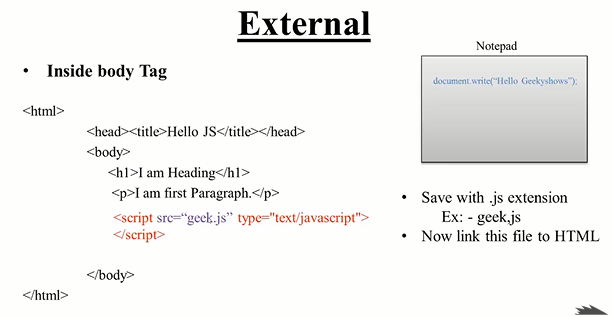 External
• Inside body Tag
<html>
<head><title>Hello JS</title></head>
<body>
<h1>I am Heading</h1>
<p>I am first Paragraph.</p>
<script src=“geek.js” type="text/javascript">
</script>
</body>
</html>
Notepad
document.write(“Hello Geekyshows”);
• Save with .js extension
Ex: - geek.js
• Now link this file to HTML